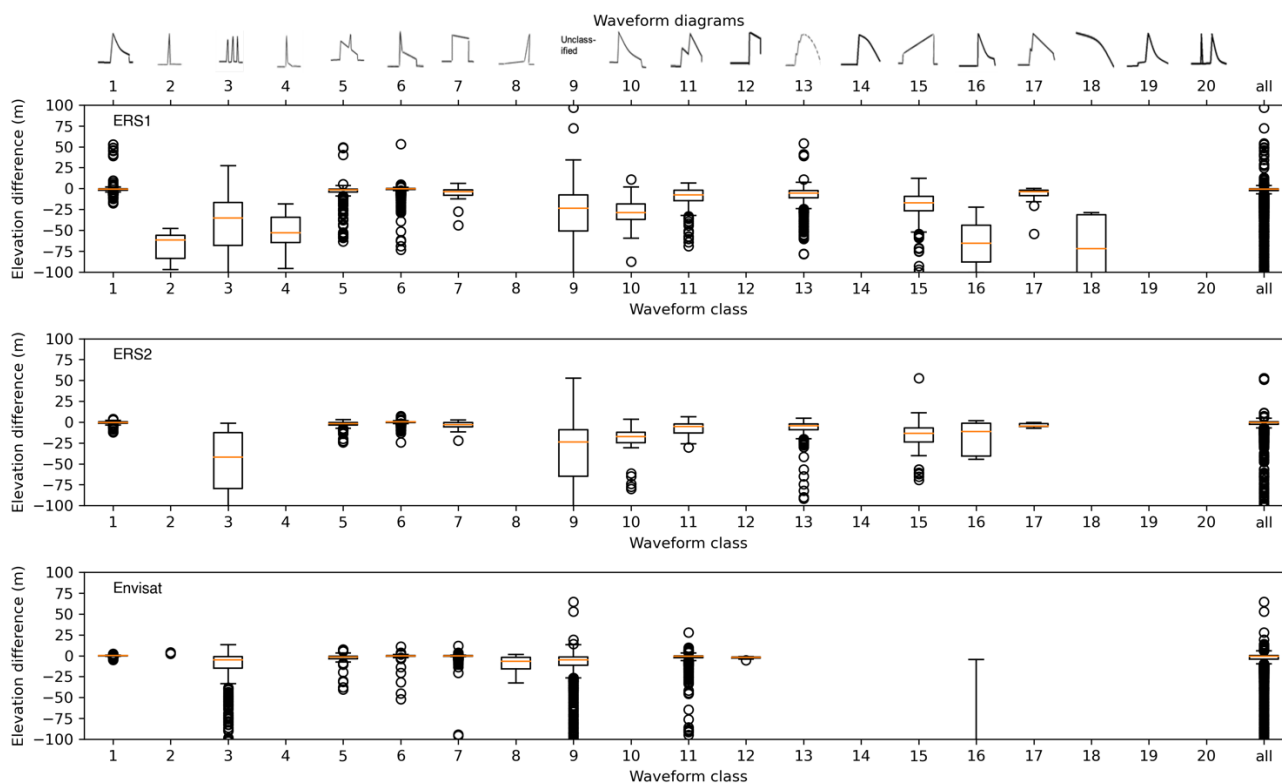 Waveform diagrams
Unclass-
ified
1 2 3 4 5 6 7 8 9 10 11 12 13 14 15 16 17 18 19 20 all
100
75
50
25
0
−25
−50
−75
−100
Elevation difference (m)
ERS1
1 2 3 4 5 6 7 8 9 10 11 12 13 14 15 16 17 18 19 20 all
Waveform class
100
75
50
25
0
−25
−50
−75
−100
Elevation difference (m)
ERS2
1 2 3 4 5 6 7 8 9 10 11 12 13 14 15 16 17 18 19 20 all
Waveform class
100
75
50
25
0
−25
−50
−75
−100
Elevation difference (m)
Envisat
1 2 3 4 5 6 7 8 9 10 11 12 13 14 15 16 17 18 19 20 all
Waveform class